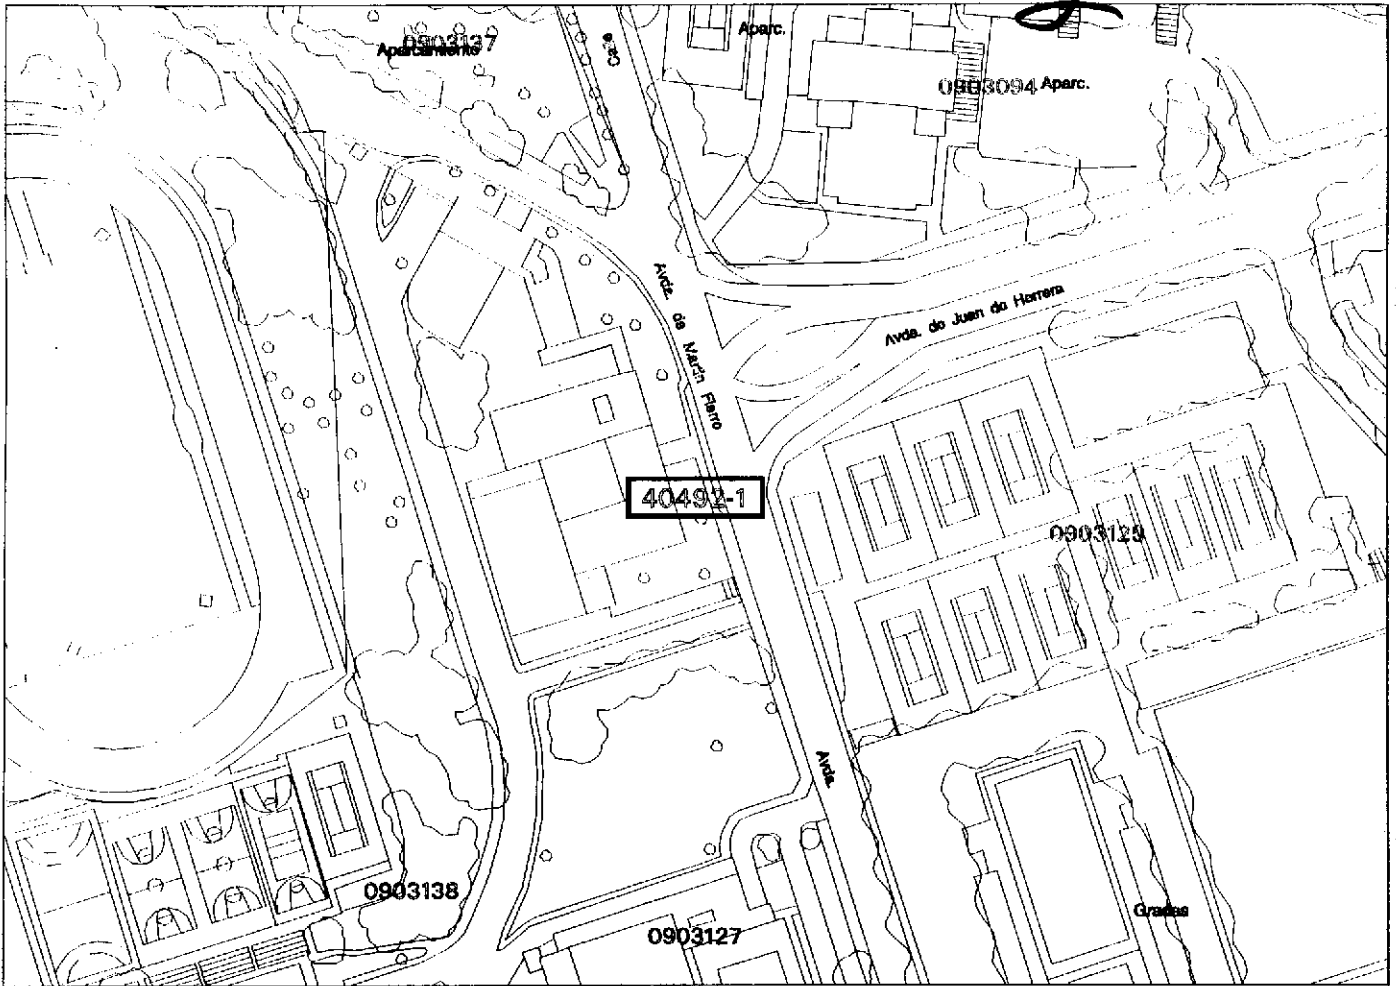 Aparc.
0903137
Aparcamiento
Calle
0903094
Aparc.
Avda. de Martín Fierro
Avda. de Juan de Herrera
40492-1
0903129
Avda.
0903138
0903127
Gradas